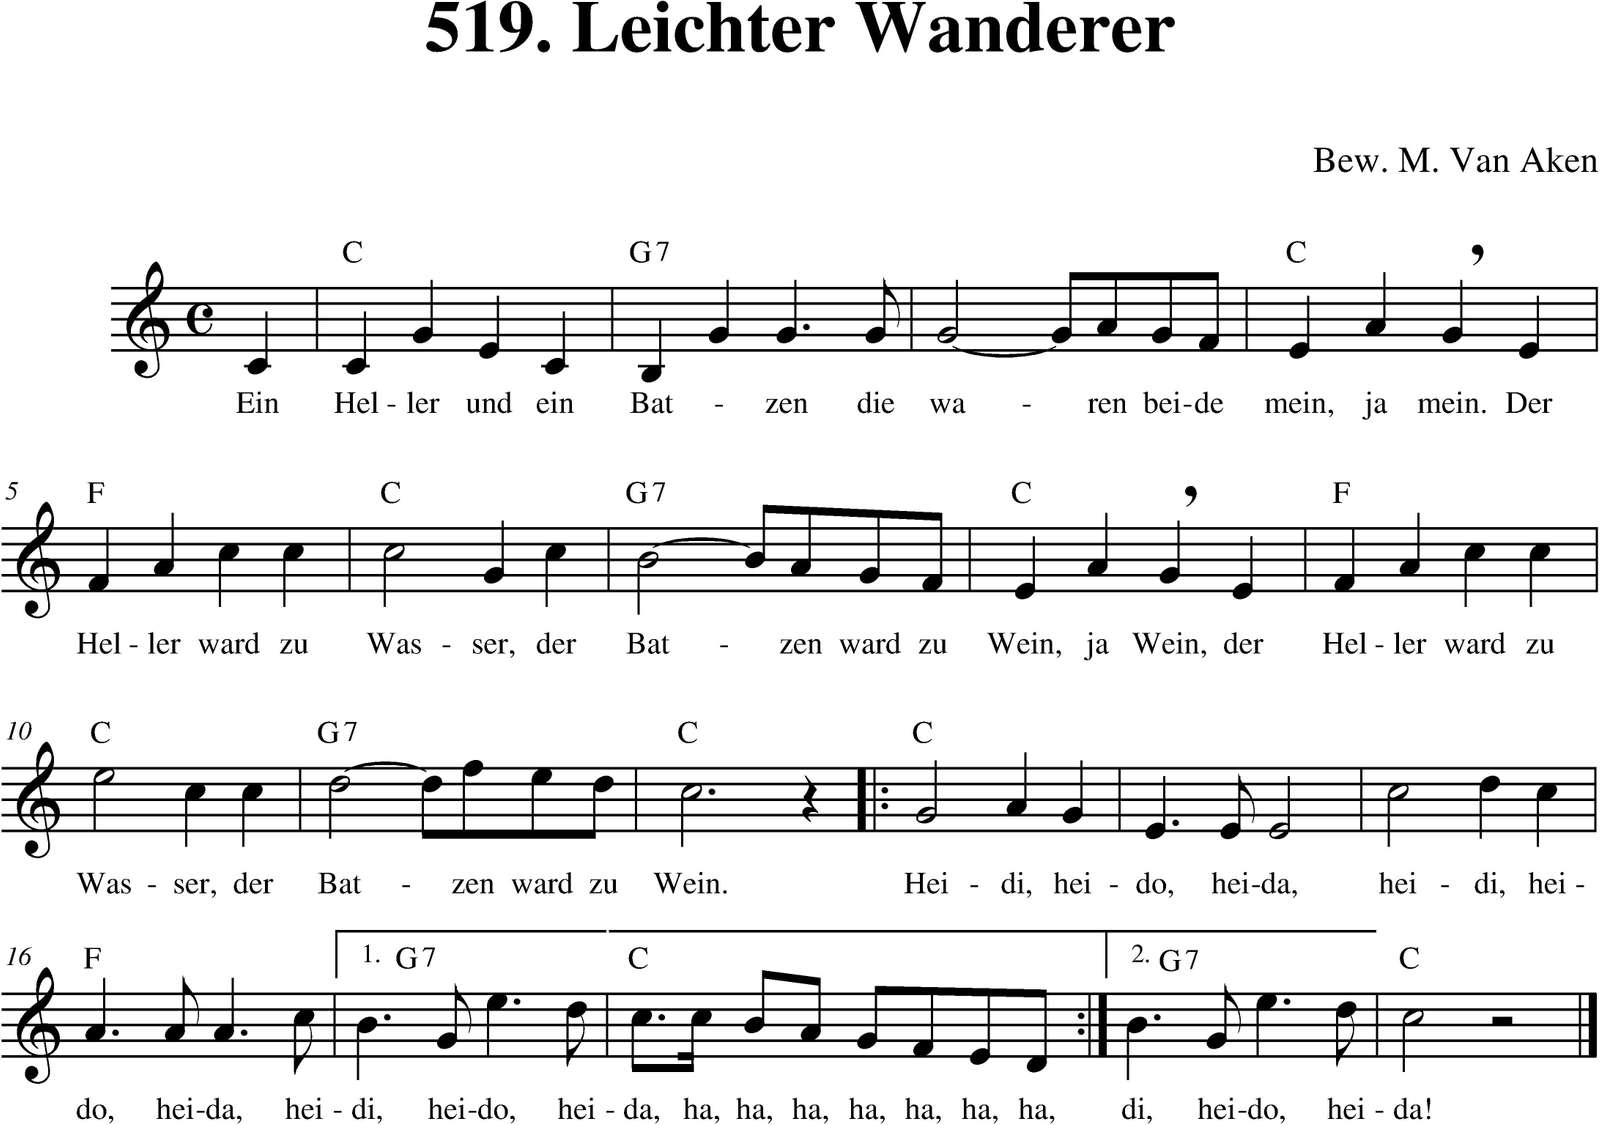 519. Leichter Wanderer
Bew. M. Van Aken
C G7 C
Ein Hel - ler und ein Bat - zen die wa - ren bei-de mein, ja mein. Der
5 F C G7 C F
Hel - ler ward zu Was - ser, der Bat - zen ward zu Wein, ja Wein, der Hel - ler ward zu
10 C G7 C C
Was - ser, der Bat - zen ward zu Wein. Hei - di, hei - do, hei-da, hei - di, hei -
16 F 1. G7 C 2. G7 C
do, hei-da, hei - di, hei-do, hei - da, ha, ha, ha, ha, ha, ha, ha, di, hei-do, hei - da!